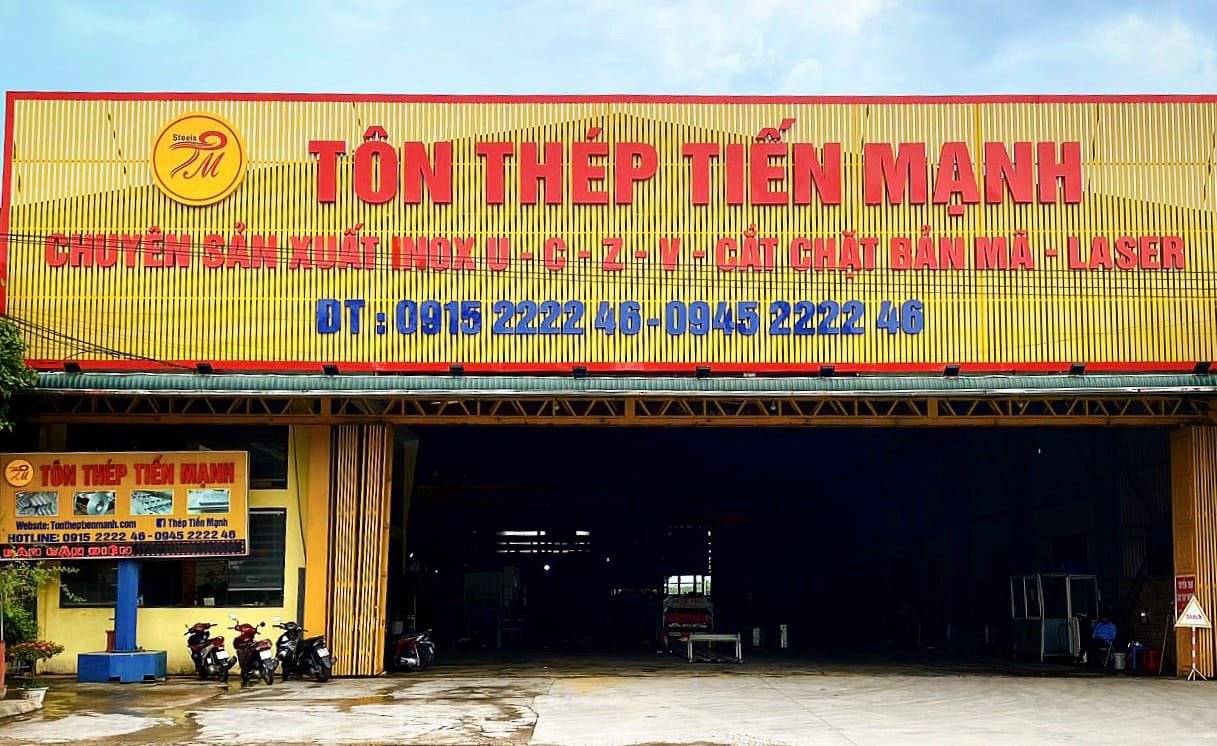 Steels
TM
TÔN THÉP TIẾN MẠNH
CHUYÊN SẢN XUẤT INOX U - C - Z - V - CẮT CHẶT BẢN MÃ - LASER
ĐT : 0915 2222 46 - 0945 2222 46
TM
TÔN THÉP TIẾN MẠNH
Website: Tontheptienmanh.com
Thép Tiến Mạnh
HOTLINE: 0915 2222 46 - 0945 2222 46